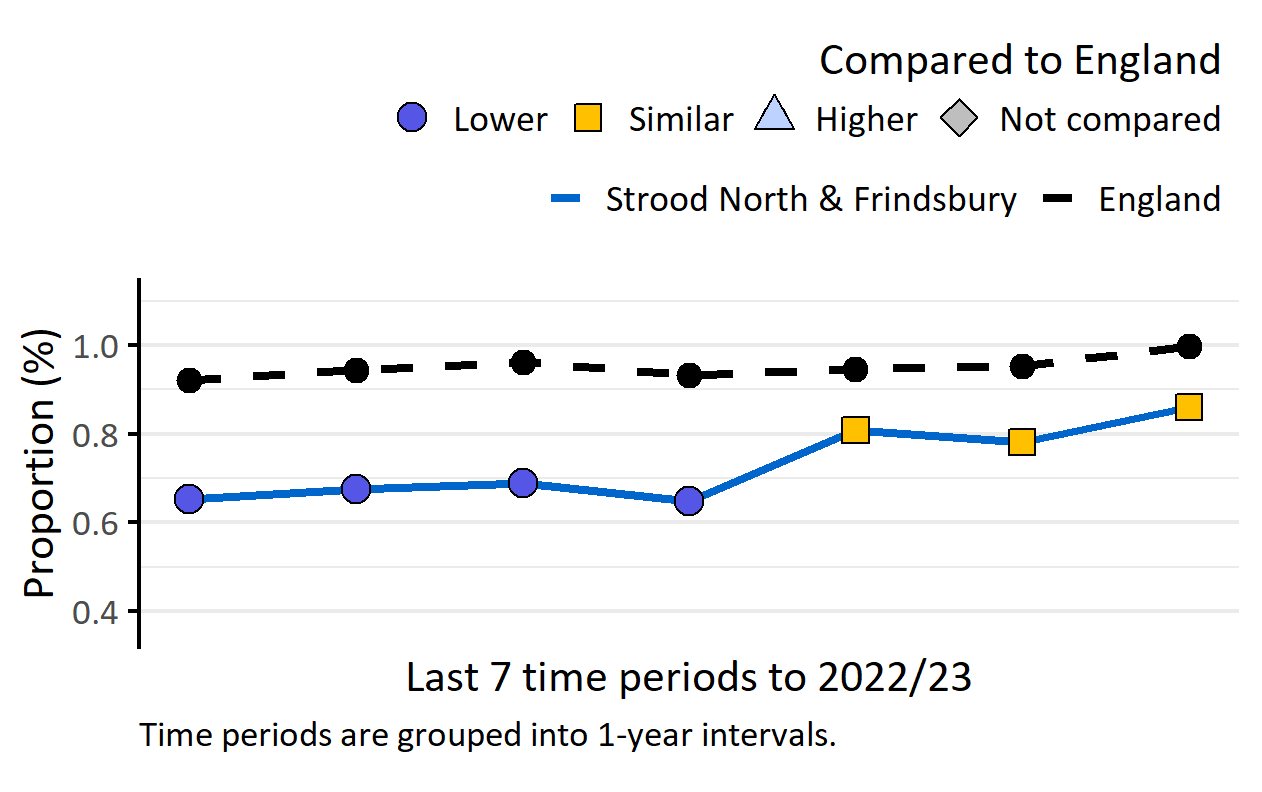 Compared to England
Lower Similar Higher Not compared
Strood North & Frindsbury England
Proportion (%)
1.0
0.8
0.6
0.4
Last 7 time periods to 2022/23
Time periods are grouped into 1-year intervals.